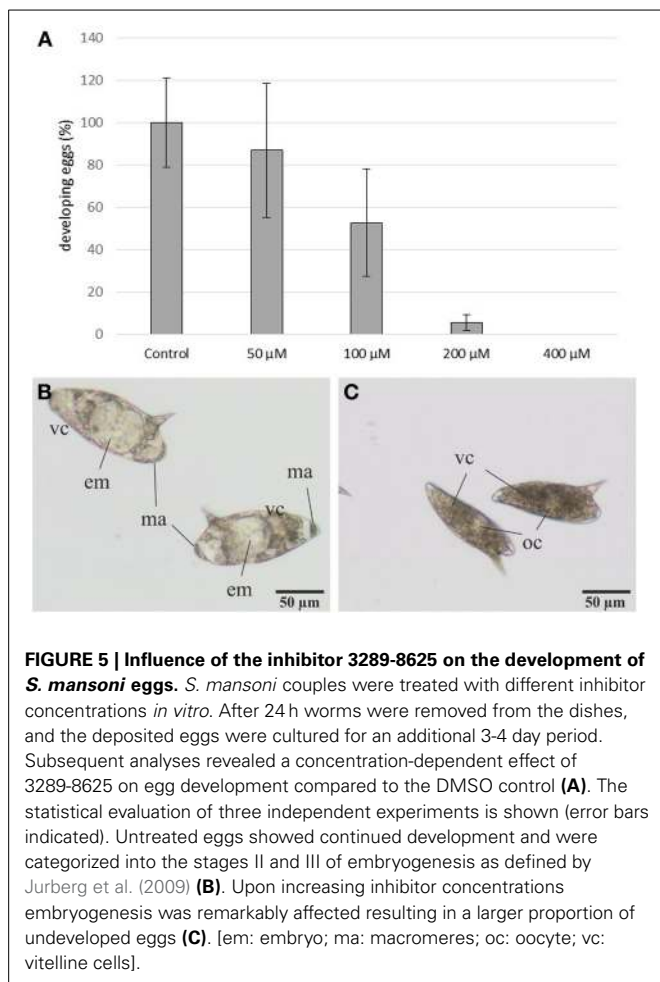 A
140
120
100
80
60
40
20
0
developing eggs (%)
Control 50 µM 100 µM 200 µM 400 µM
B
vc
em
ma
ma
vc
em
50 µm
C
vc
oc
50 µm
FIGURE 5 | Influence of the inhibitor 3289-8625 on the development of
S. mansoni eggs. S. mansoni couples were treated with different inhibitor
concentrations in vitro. After 24 h worms were removed from the dishes,
and the deposited eggs were cultured for an additional 3-4 day period.
Subsequent analyses revealed a concentration-dependent effect of
3289-8625 on egg development compared to the DMSO control (A). The
statistical evaluation of three independent experiments is shown (error bars
indicated). Untreated eggs showed continued development and were
categorized into the stages II and III of embryogenesis as defined by
Jurberg et al. (2009) (B). Upon increasing inhibitor concentrations
embryogenesis was remarkably affected resulting in a larger proportion of
undeveloped eggs (C). [em: embryo; ma: macromeres; oc: oocyte; vc:
vitelline cells].